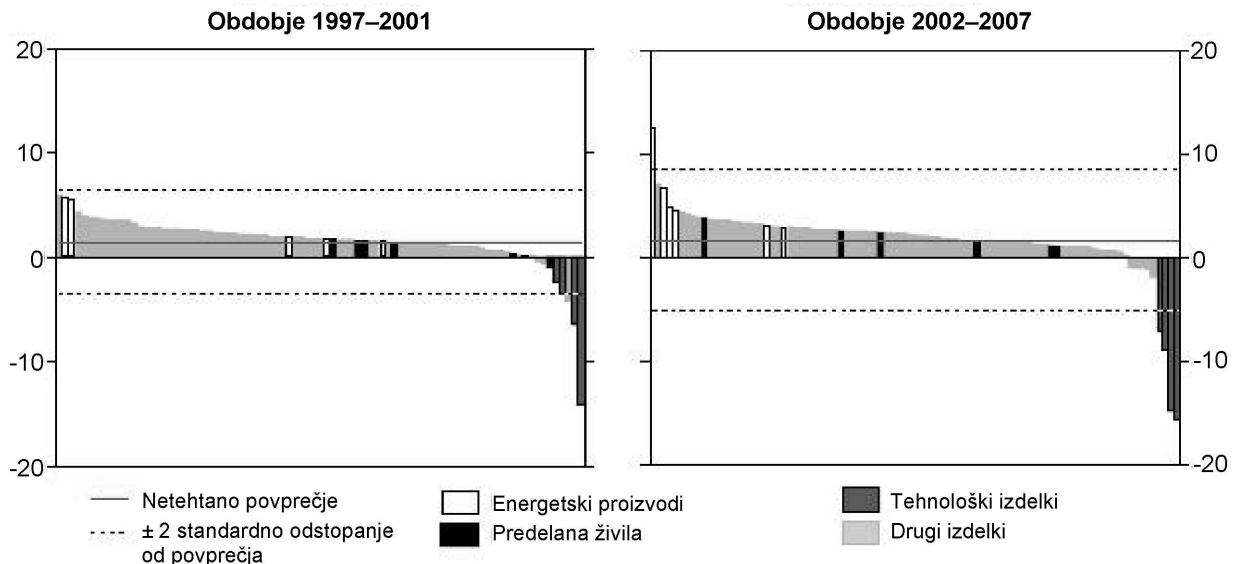 Obdobje 1997–2001
20
10
0
-10
-20
Obdobje 2002–2007
20
10
0
-10
-20
Netehtano povprečje
± 2 standardno odstopanje
od povprečja
Energetski proizvodi
Predelana živila
Tehnološki izdelki
Drugi izdelki